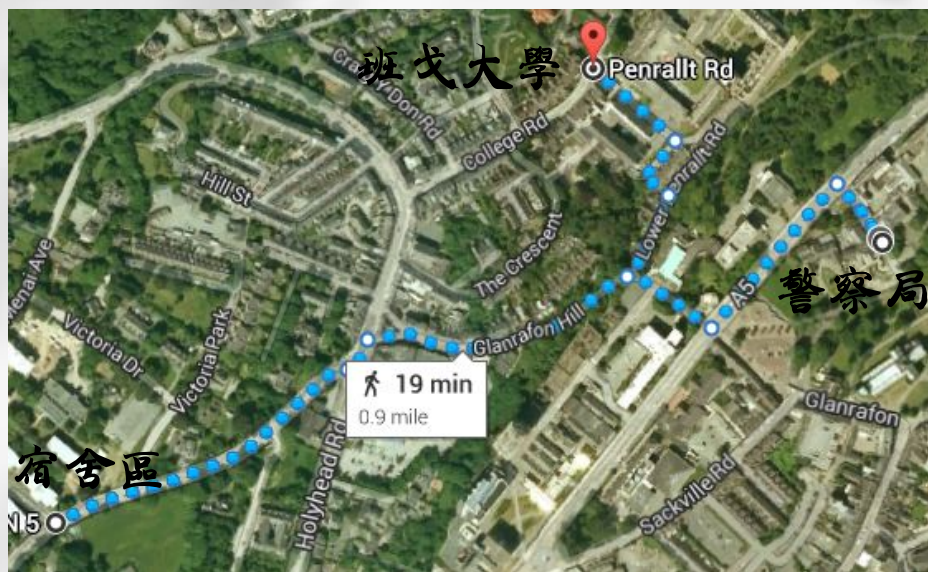 班戈大學
Penrallt Rd
College Rd
Hill St
Lower Penrallt Rd
The Crescent
A5
警察局
Menai Ave
Victoria Dr
Victoria Park
Glanrafon Hill
19 min
0.9 mile
Holyhead Rd
Glanrafon
Sackville Rd
宿舍區
N 5